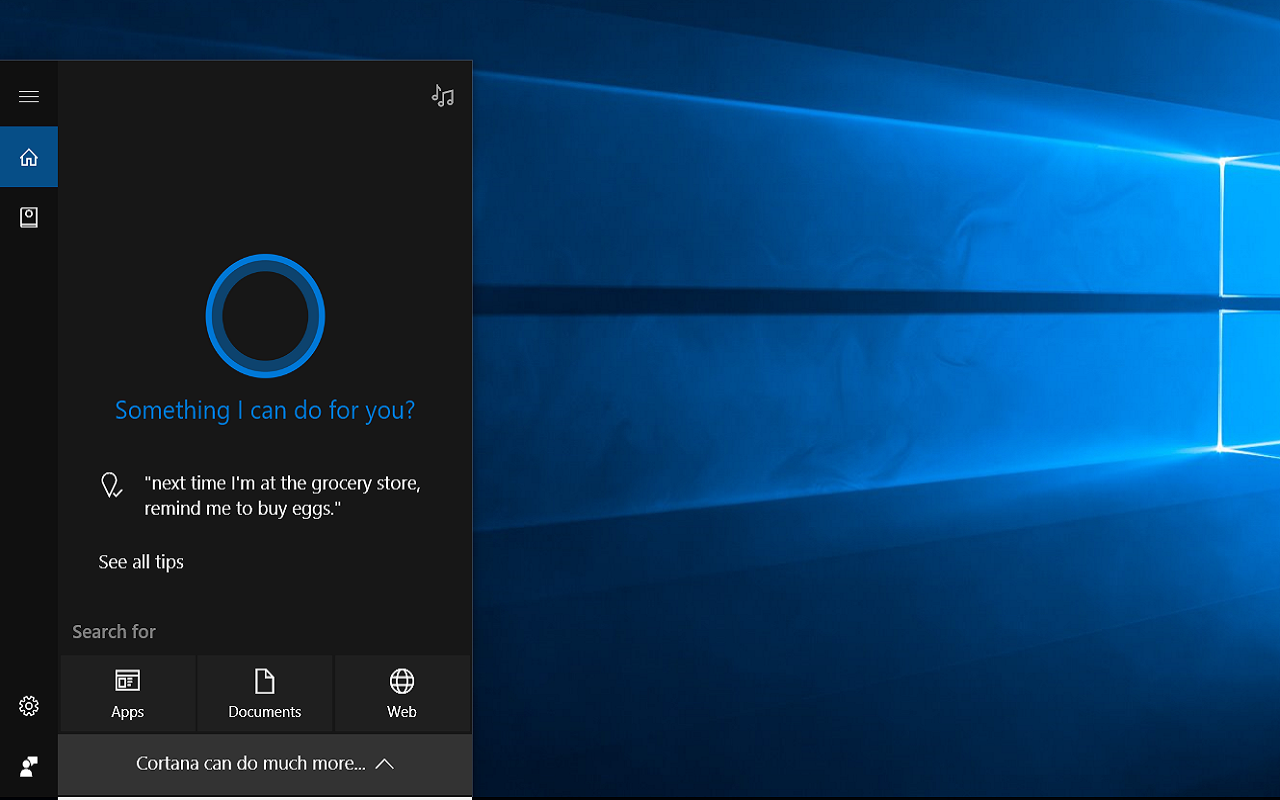 Something I can do for you?
"next time I'm at the grocery store,
remind me to buy eggs."
See all tips
Search for
Apps
Documents
Web
Cortana can do much more...